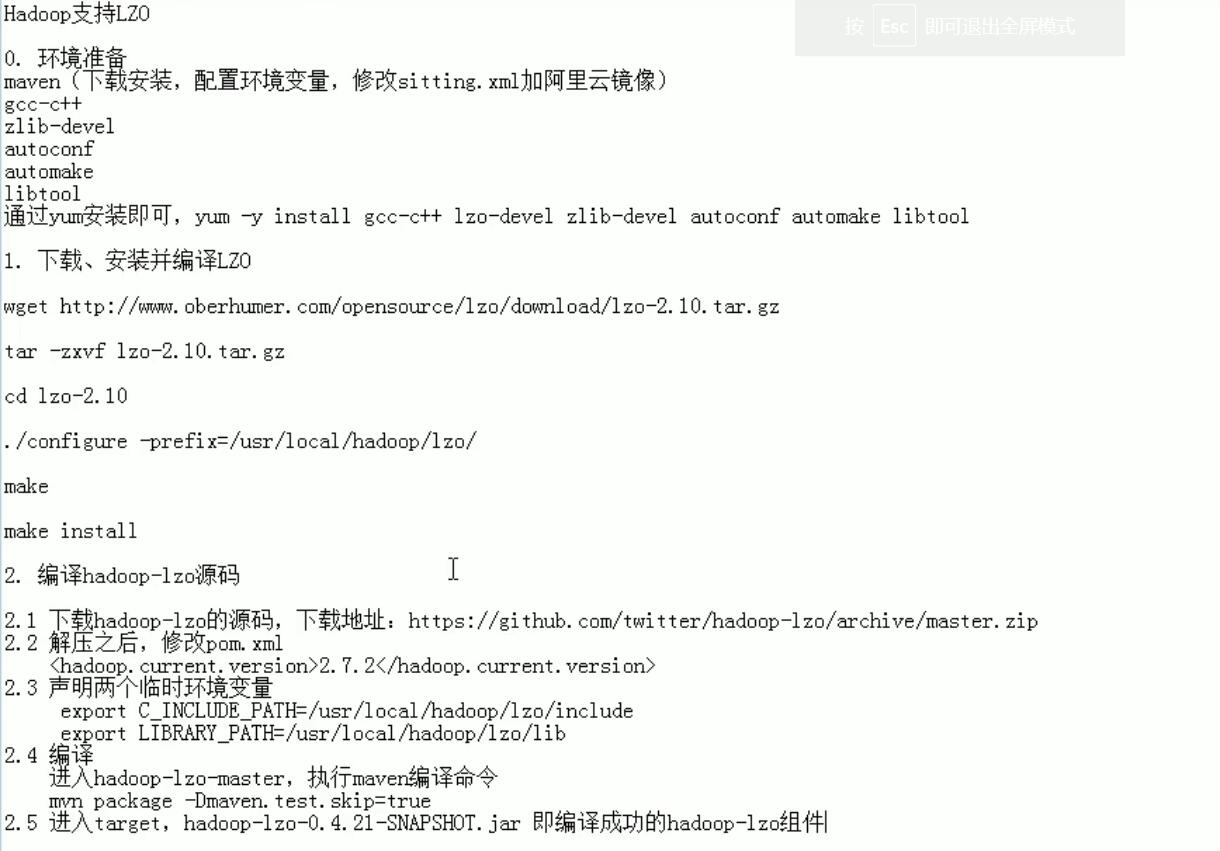 Hadoop支持LZO
按 Esc 即可退出全屏模式
0. 环境准备
maven（下载安装，配置环境变量，修改sitting.xml加阿里云镜像）
gcc-c++
zlib-devel
autoconf
automake
libtool
通过yum安装即可，yum -y install gcc-c++ lzo-devel zlib-devel autoconf automake libtool
1. 下载、安装并编译LZO
wget http://www.oberhumer.com/opensource/lzo/download/lzo-2.10.tar.gz
tar -zxvf lzo-2.10.tar.gz
cd lzo-2.10
./configure -prefix=/usr/local/hadoop/lzo/
make
make install
2. 编译hadoop-lzo源码
2.1 下载hadoop-lzo的源码，下载地址：https://github.com/twitter/hadoop-lzo/archive/master.zip
2.2 解压之后，修改pom.xml
<hadoop.current.version>2.7.2</hadoop.current.version>
2.3 声明两个临时环境变量
export C_INCLUDE_PATH=/usr/local/hadoop/lzo/include
export LIBRARY_PATH=/usr/local/hadoop/lzo/lib
2.4 编译
进入hadoop-lzo-master，执行maven编译命令
mvn package -Dmaven.test.skip=true
2.5 进入target，hadoop-lzo-0.4.21-SNAPSHOT.jar 即编译成功的hadoop-lzo组件